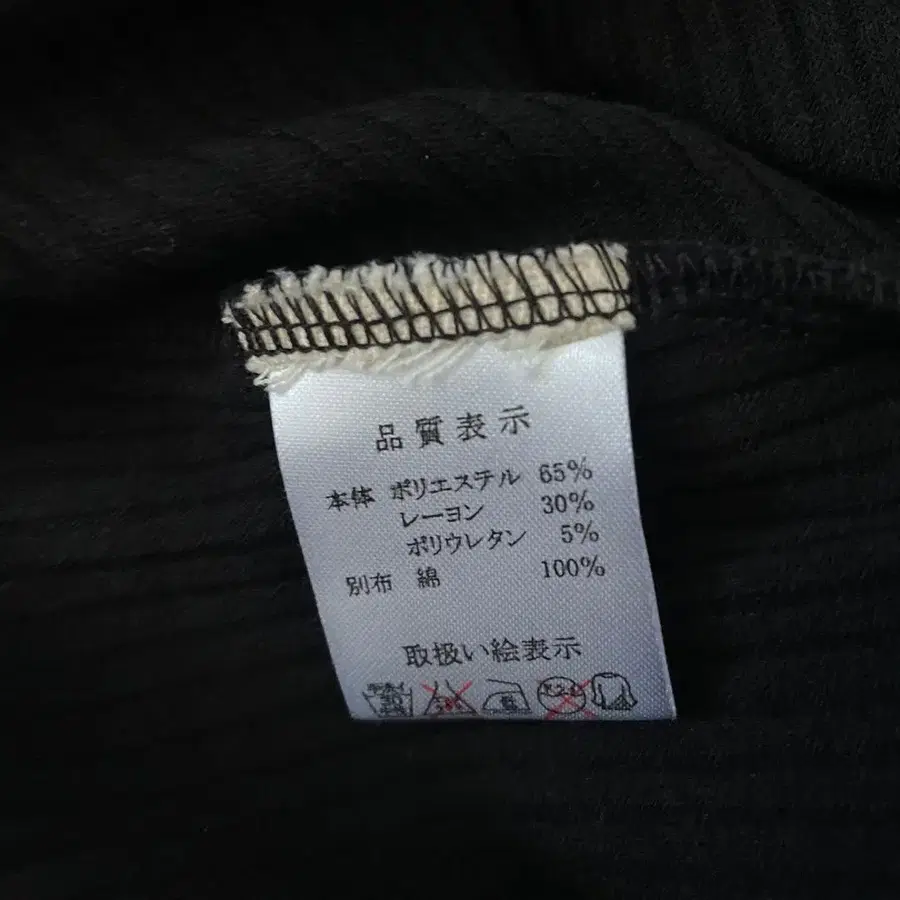 品質表示
本体 ポリエステル 65%
レーヨン 30%
ポリウレタン 5%
別布 綿 100%
取扱い絵表示